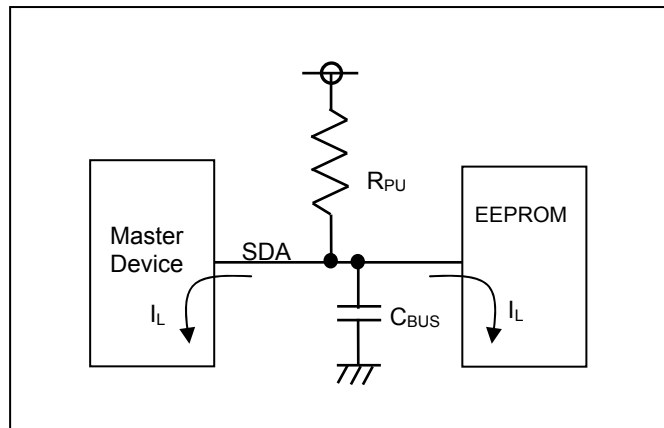 RPU
EEPROM
Master
Device
SDA
IL
CBUS
IL